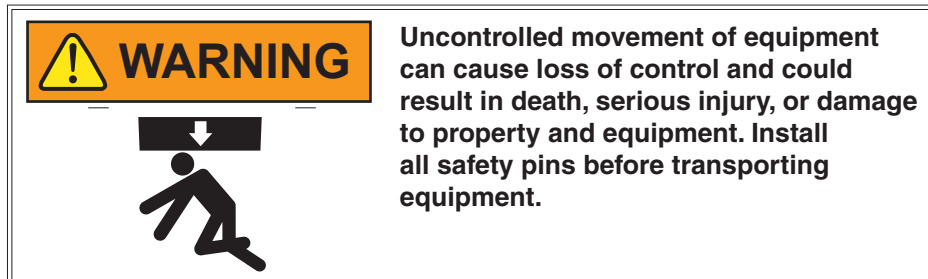 WARNING
Uncontrolled movement of equipment
can cause loss of control and could
result in death, serious injury, or damage
to property and equipment. Install
all safety pins before transporting
equipment.